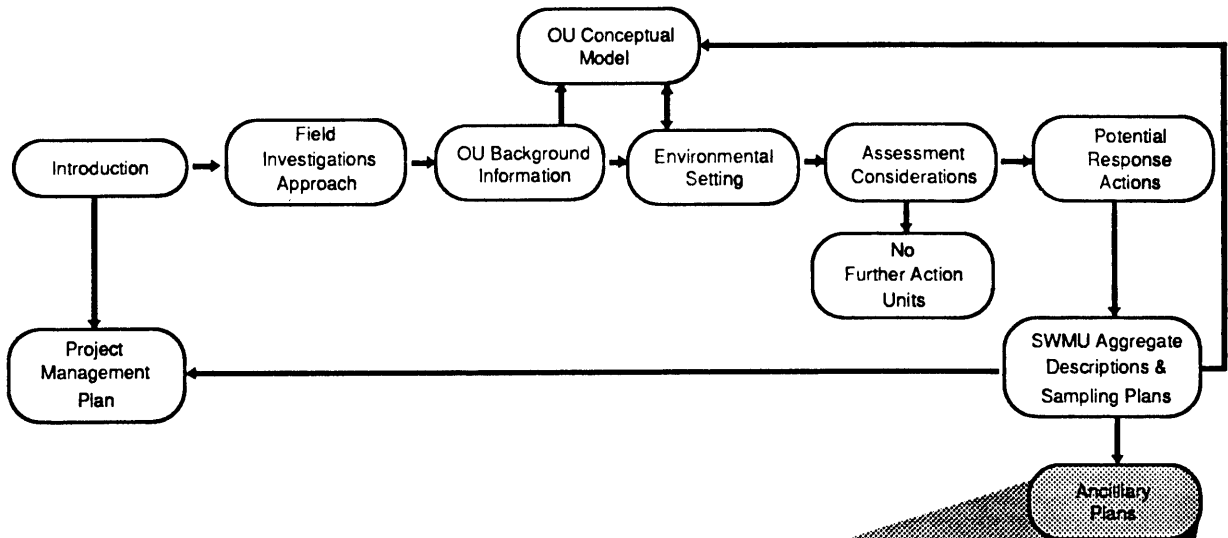 OU Conceptual
Model
Introduction
Field
Investigations
Approach
OU Background
Information
Environmental
Setting
Assessment
Considerations
Potential
Response
Actions
No
Further Action
Units
Project
Management
Plan
SWMU Aggregate
Descriptions &
Sampling Plans
Ancilliary
Plans